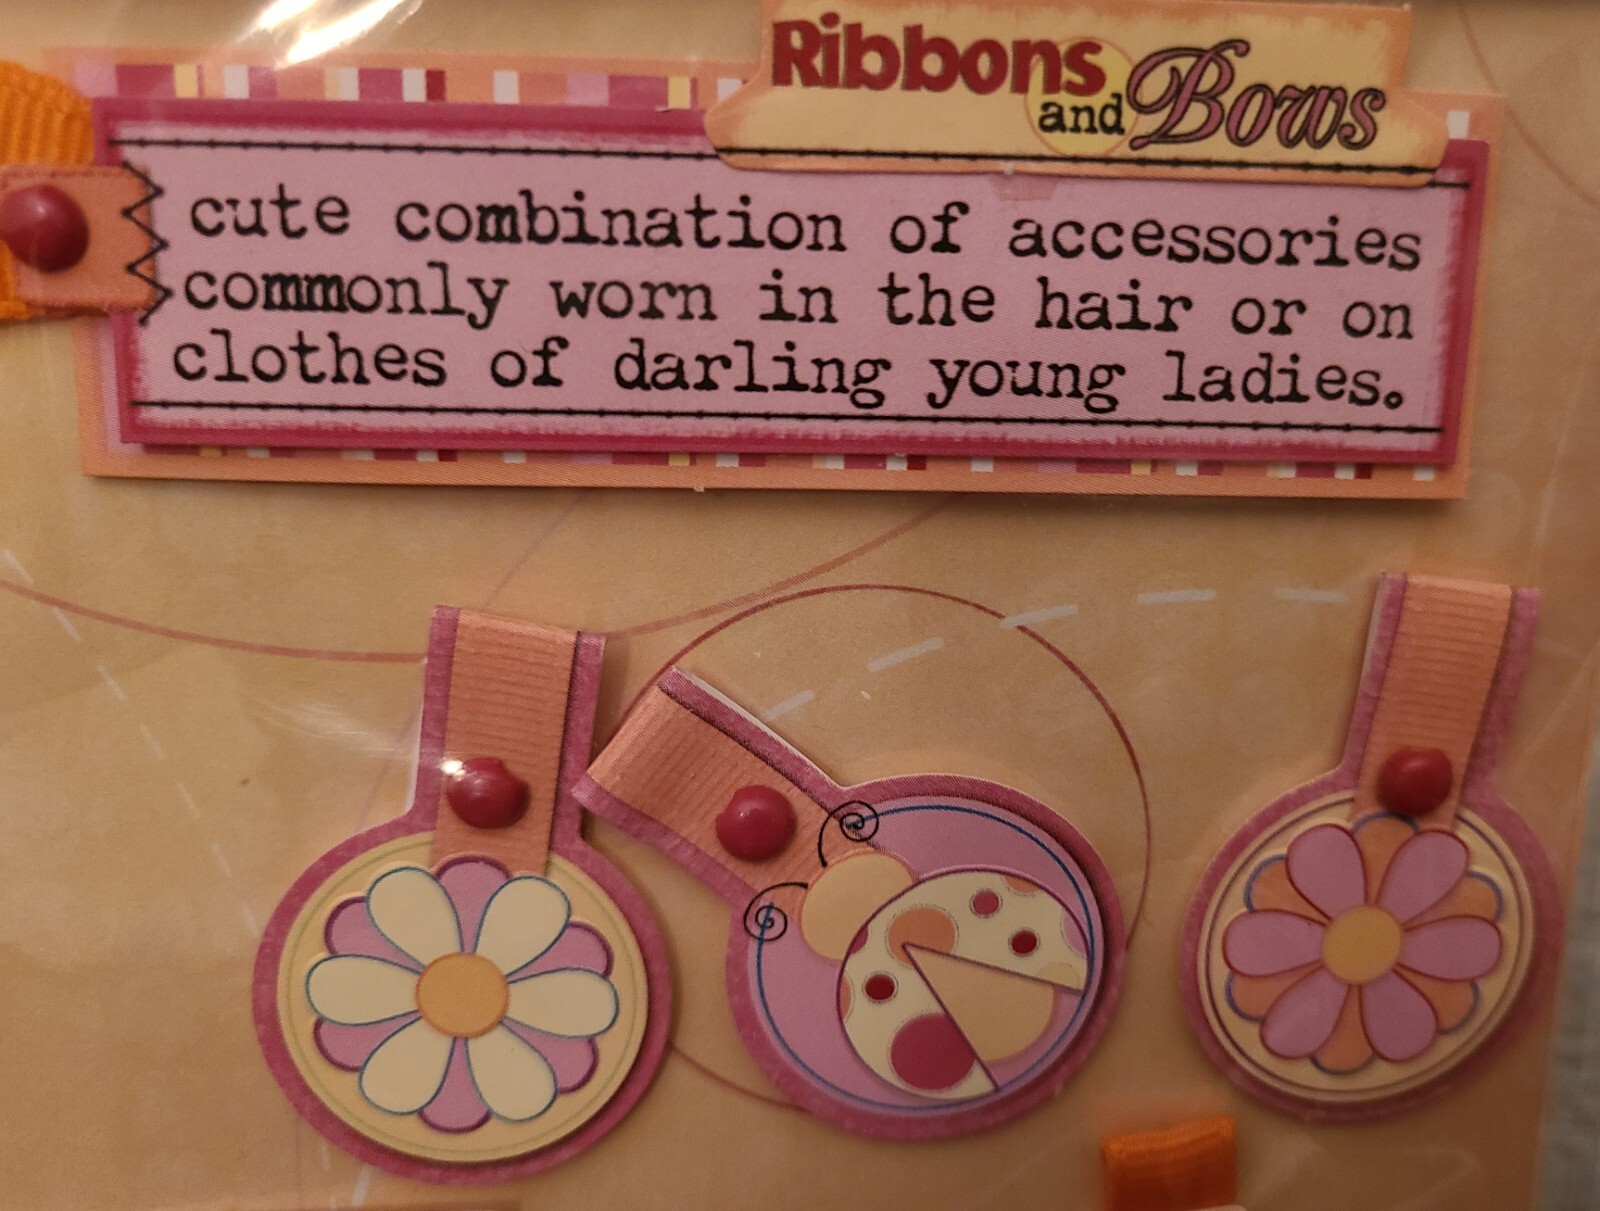 Ribbons
and Bows
cute combination of accessories
commonly worn in the hair or on
clothes of darling young ladies.